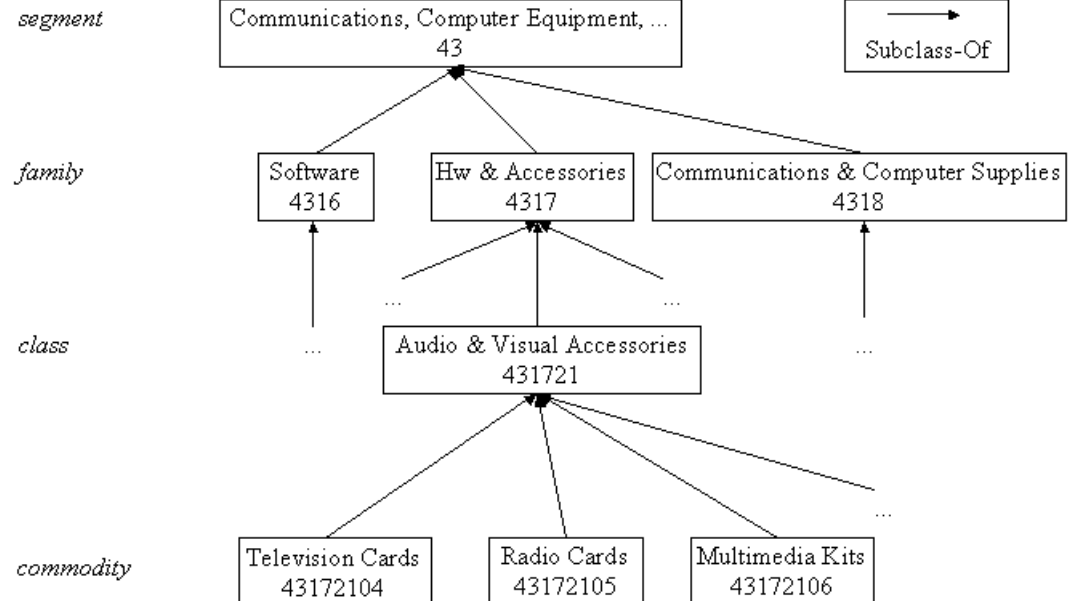 segment
Communications, Computer Equipment, ...
43
Subclass-Of
family
Software
4316
Hw & Accessories
4317
Communications & Computer Supplies
4318
...
...
class
...
Audio & Visual Accessories
431721
...
...
commodity
Television Cards
43172104
Radio Cards
43172105
Multimedia Kits
43172106